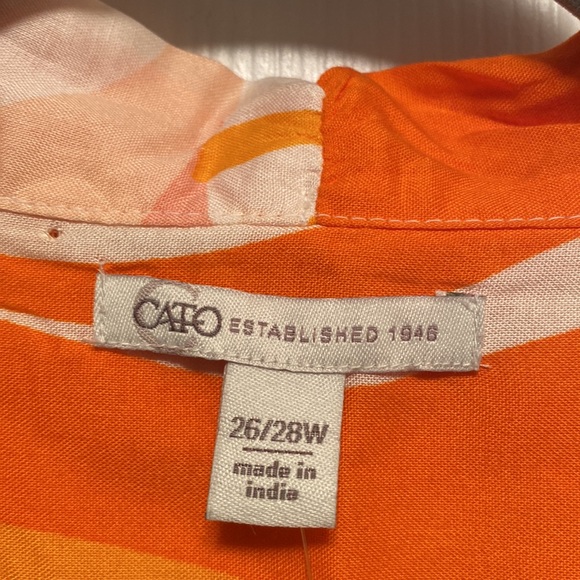 CATO ESTABLISHED 1946
26/28W
made in
india